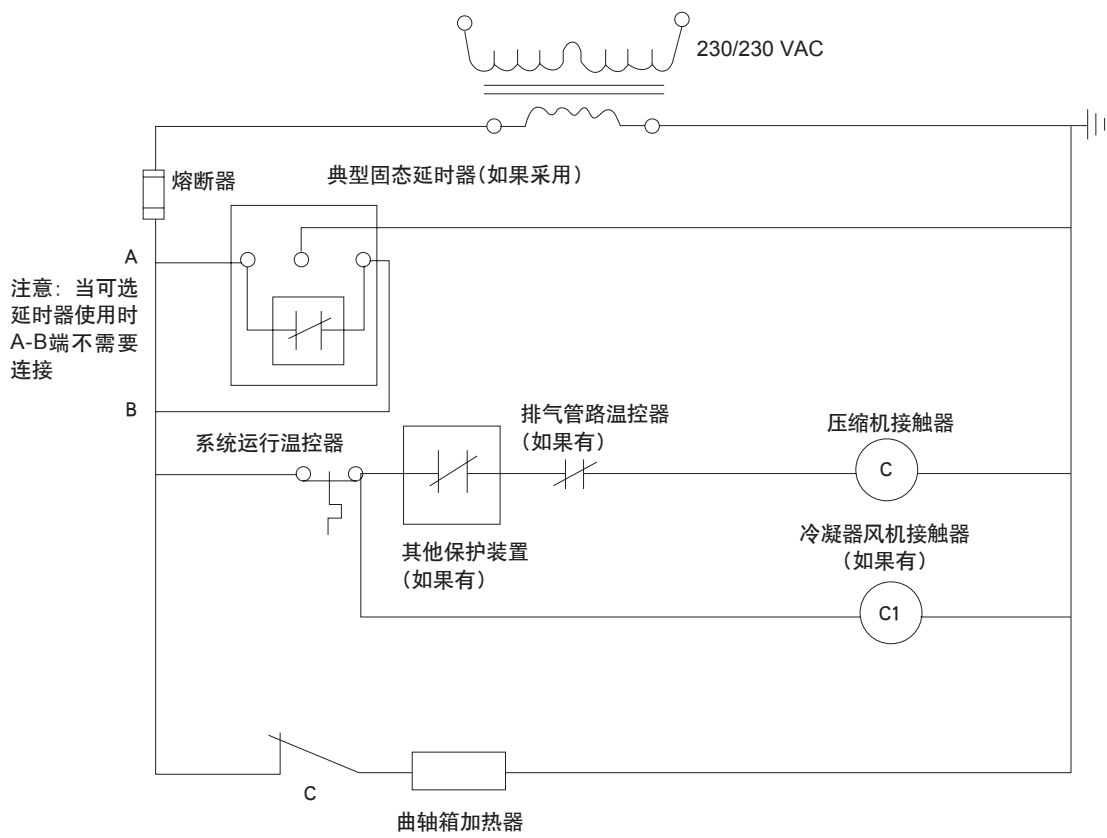 230/230 VAC
熔断器
典型固态延时器(如果采用)
A
注意：当可选
延时器使用时
A-B端不需要
连接
B
系统运行温控器
排气管路温控器
(如果有)
压缩机接触器
C
其他保护装置
(如果有)
冷凝器风机接触器
(如果有)
C1
C
曲轴箱加热器